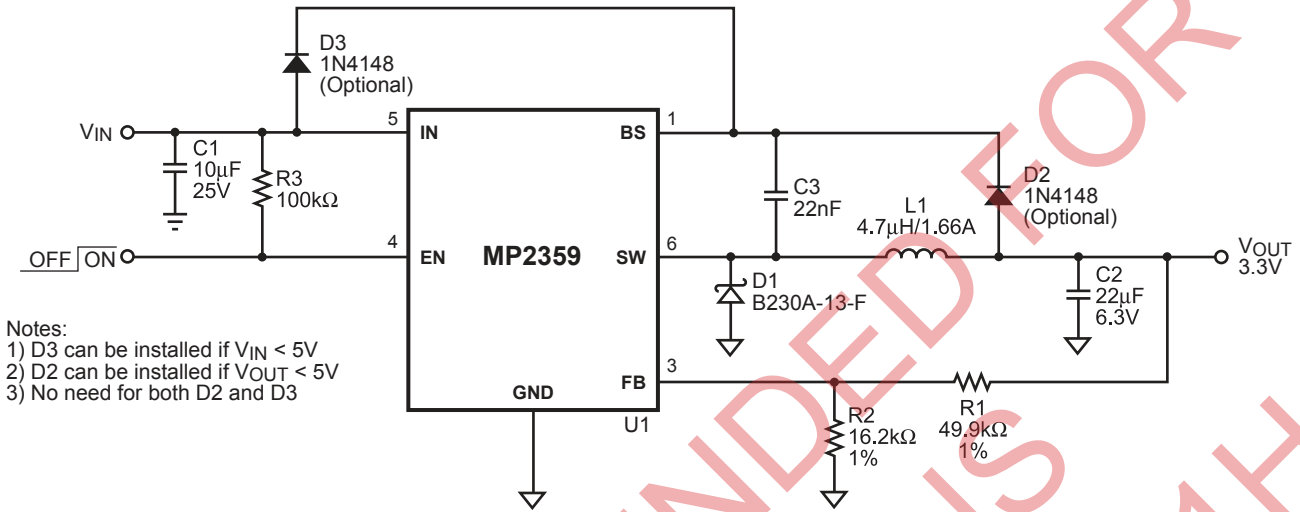 D3
1N4148
(Optional)
VIN
C1
10µF
25V
R3
100kΩ
OFF ON
5
IN
4
EN
MP2359
GND
U1
BS
1
SW
6
FB
3
C3
22nF
D2
1N4148
(Optional)
L1
4.7µH/1.66A
D1
B230A-13-F
C2
22µF
6.3V
VOUT
3.3V
R2
16.2kΩ
1%
R1
49.9kΩ
1%
Notes:
1) D3 can be installed if VIN < 5V
2) D2 can be installed if VOUT < 5V
3) No need for both D2 and D3